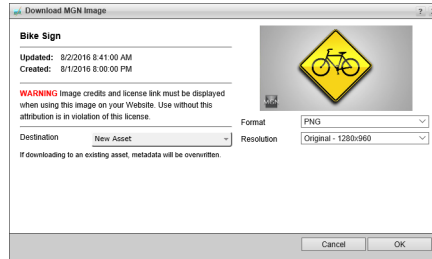 Download MGN Image
?
Bike Sign
Updated: 8/2/2016 8:41:00 AM
Created: 8/1/2016 8:00:00 PM
WARNING Image credits and license link must be displayed
when using this image on your Website. Use without this
attribution is in violation of this license.
Destination New Asset
If downloading to an existing asset, metadata will be overwritten.
MGN
Format PNG
Resolution Original - 1280x960
Cancel OK